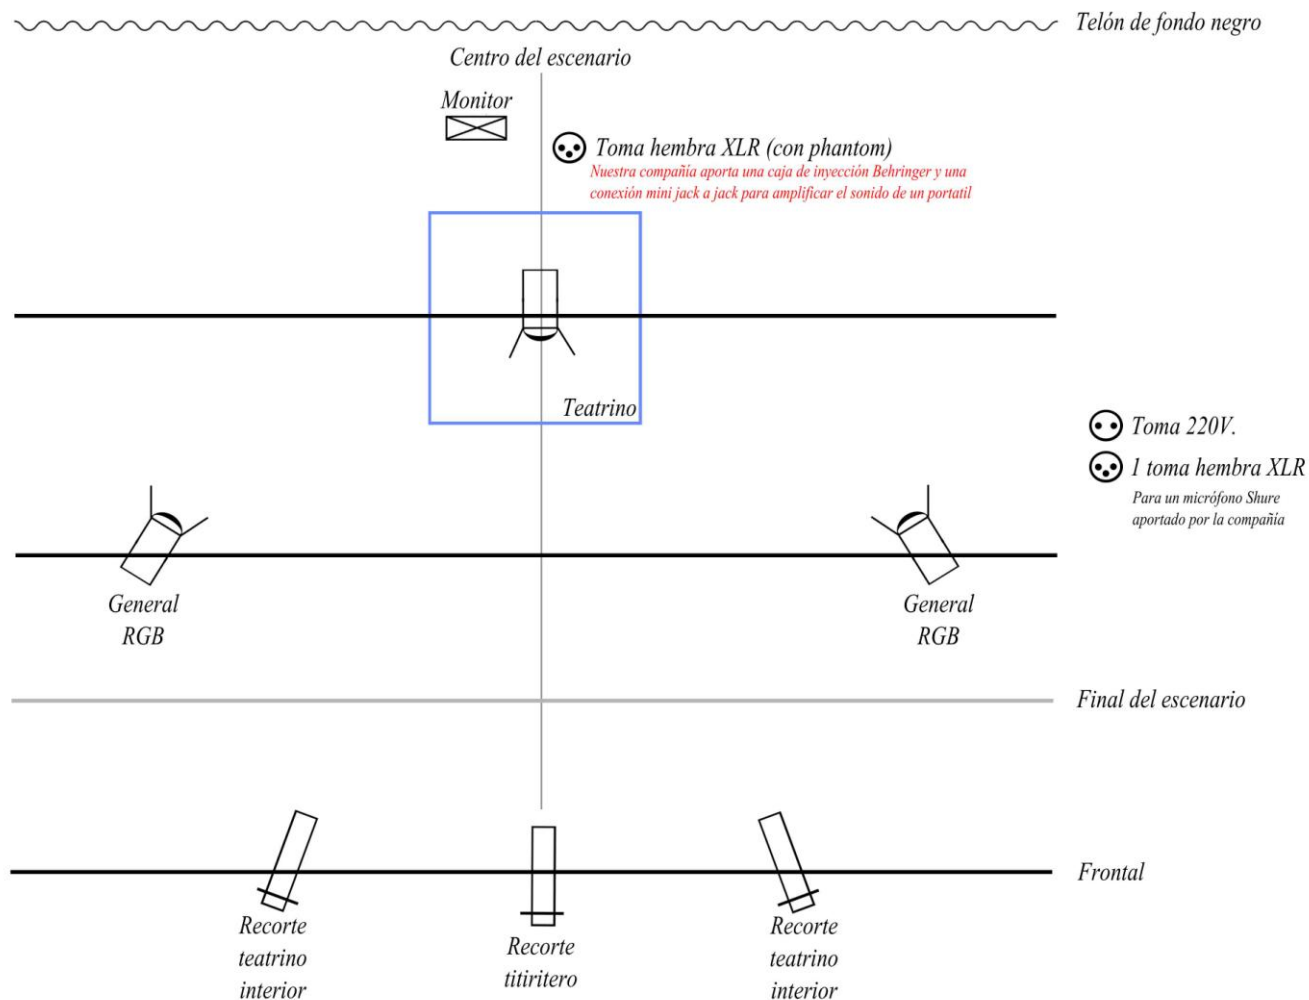 Telón de fondo negro
Centro del escenario
Monitor
Toma hembra XLR (con phantom)
Nuestra compañía aporta una caja de inyección Behringer y una
conexión mini jack a jack para amplificar el sonido de un portatil
Teatrino
Toma 220V.
1 toma hembra XLR
Para un micrófono Shure
aportado por la compañía
General
RGB
General
RGB
Final del escenario
Frontal
Recorte
teatrino
interior
Recorte
titiritero
Recorte
teatrino
interior